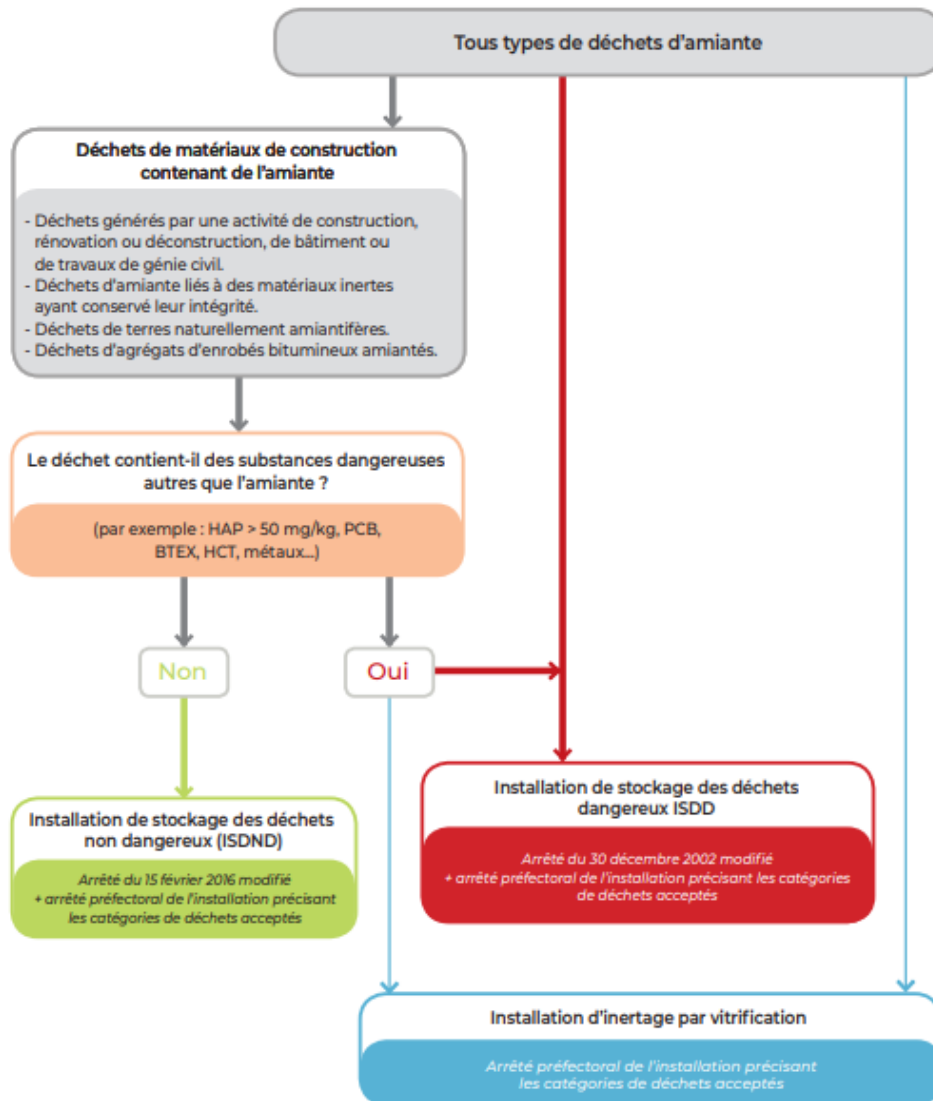 Tous types de déchets d'amiante
Déchets de matériaux de construction
contenant de l'amiante
- Déchets générés par une activité de construction,
rénovation ou déconstruction, de bâtiment ou
de travaux de génie civil.
- Déchets d'amiante liés à des matériaux inertes
ayant conservé leur intégrité.
- Déchets de terres naturellement amiantifères.
- Déchets d'agrégats d'enrobés bitumineux amiantés.
Le déchet contient-il des substances dangereuses
autres que l'amiante ?
(par exemple : HAP > 50 mg/kg, PCB,
BTEX, HCT, métaux...)
Non
Oui
Installation de stockage des déchets
non dangereux (ISDND)
Arrêté du 15 février 2016 modifié
+ arrêté préfectoral de l'installation précisant
les catégories de déchets acceptés
Installation de stockage des déchets
dangereux ISDD
Arrêté du 30 décembre 2002 modifié
+ arrêté préfectoral de l'installation précisant les catégories
de déchets acceptés
Installation d'inertage par vitrification
Arrêté préfectoral de l'installation précisant
les catégories de déchets acceptés